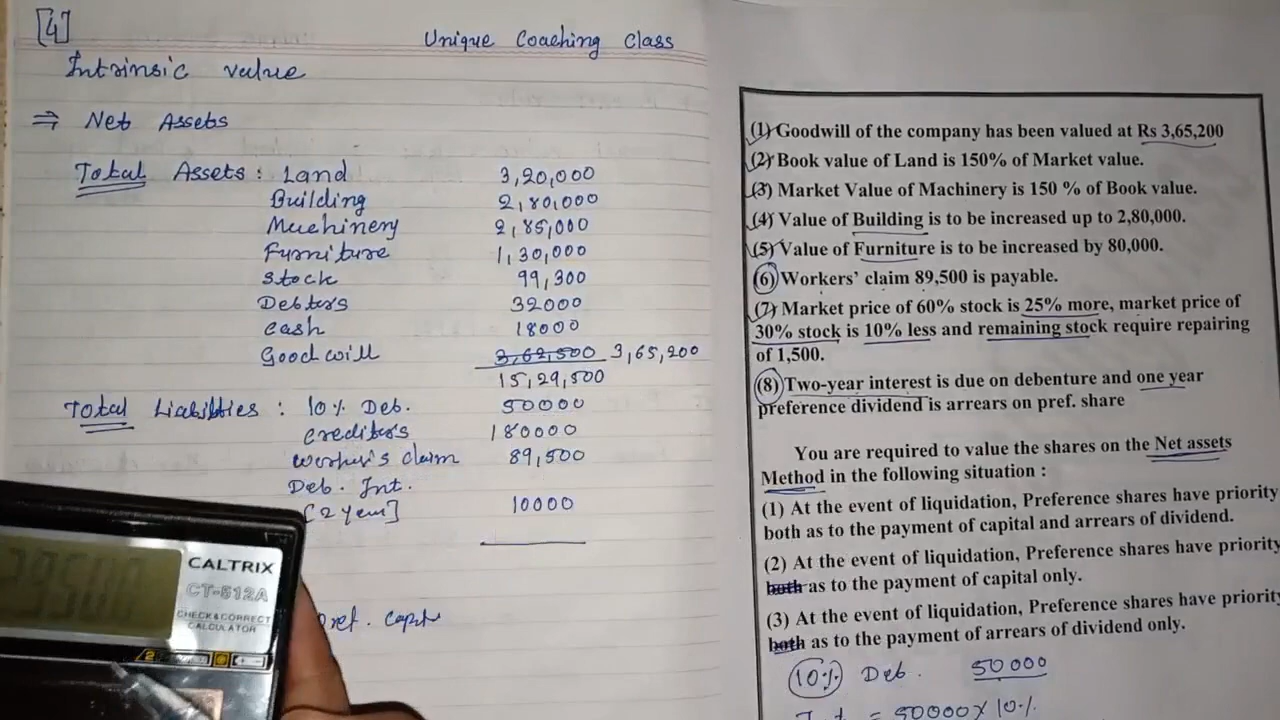 [4]
Unique Coaching Class
Intrinsic value
⇒ Net Assets
Total Assets: Land 3,20,000
Building 2,80,000
Machinery 2,85,000
Furniture 1,30,000
Stock 99,300
Debtors 32000
Cash 18000
Goodwill 3,62,500 3,65,200
15,29,500
Total Liabilties: 10% Deb. 50000
Creditors 180000
Worker's Claim 89,500
Deb. Int.
[2 year] 10000
pref. capt
CALTRIX
CT-512A
CHECK & CORRECT
CALCULATOR
(1) Goodwill of the company has been valued at Rs 3,65,200
(2) Book value of Land is 150% of Market value.
(3) Market Value of Machinery is 150 % of Book value.
(4) Value of Building is to be increased up to 2,80,000.
(5) Value of Furniture is to be increased by 80,000.
(6) Workers' claim 89,500 is payable.
(7) Market price of 60% stock is 25% more, market price of
30% stock is 10% less and remaining stock require repairing
of 1,500.
(8) Two-year interest is due on debenture and one year
preference dividend is arrears on pref. share
You are required to value the shares on the Net assets
Method in the following situation :
(1) At the event of liquidation, Preference shares have priority
both as to the payment of capital and arrears of dividend.
(2) At the event of liquidation, Preference shares have priority
both as to the payment of capital only.
(3) At the event of liquidation, Preference shares have priority
both as to the payment of arrears of dividend only.
10% Deb. 50000
= 50000 X 10%